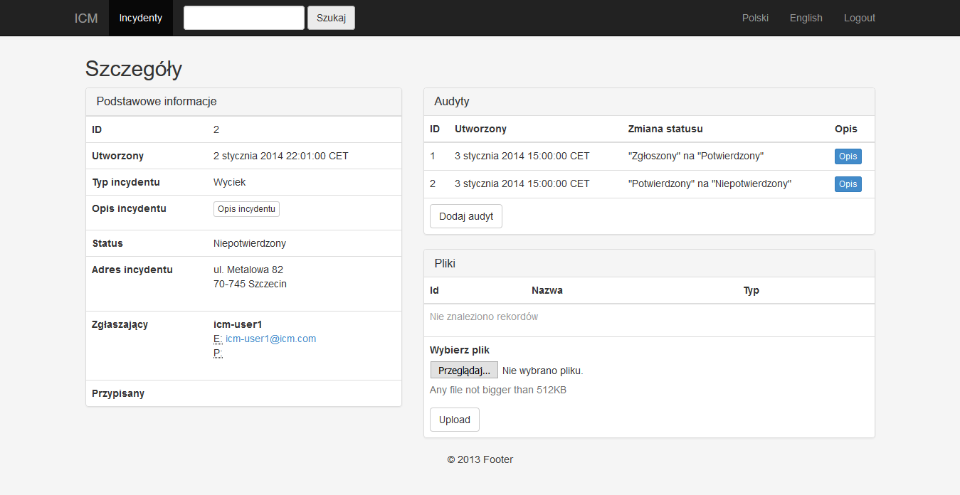 ICM Incydenty Szukaj Polski English Logout
Szczegóły
Podstawowe informacje
ID 2
Utworzony 2 stycznia 2014 22:01:00 CET
Typ incydentu Wyciek
Opis incydentu Opis incydentu
Status Niepotwierdzony
Adres incydentu ul. Metalowa 82
70-745 Szczecin
Zgłaszający icm-user1
E: icm-user1@icm.com
P:
Przypisany
Audyty
ID Utworzony Zmiana statusu Opis
1 3 stycznia 2014 15:00:00 CET "Zgłoszony" na "Potwierdzony" Opis
2 3 stycznia 2014 15:00:00 CET "Potwierdzony" na "Niepotwierdzony" Opis
Dodaj audyt
Pliki
Id Nazwa Typ
Nie znaleziono rekordów
Wybierz plik
Przeglądaj... Nie wybrano pliku.
Any file not bigger than 512KB
Upload
© 2013 Footer